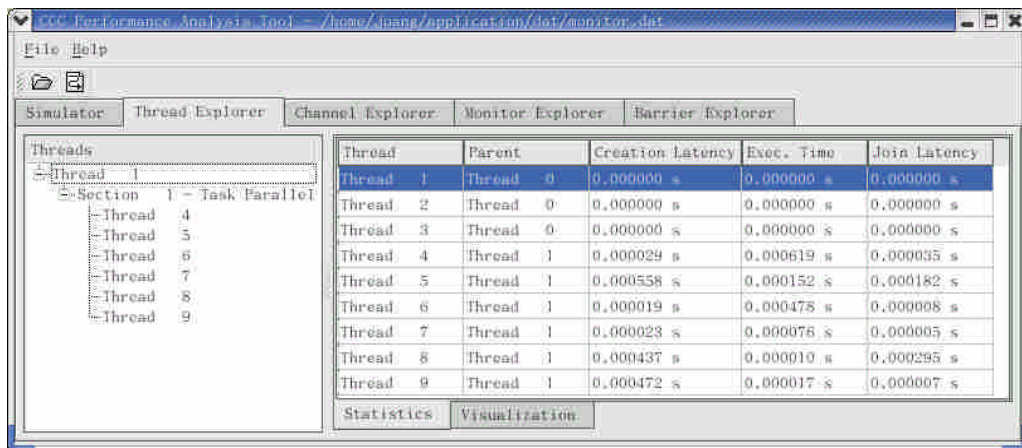 CCC Performance Analysis Tool - /home/juang/application/dat/monitor.dat
File Help
Simulator Thread Explorer Channel Explorer Monitor Explorer Barrier Explorer
Threads
Thread 1
Section 1 - Task Parallel
Thread 4
Thread 5
Thread 6
Thread 7
Thread 8
Thread 9
Thread Parent Creation Latency Exec. Time Join Latency
Thread 1 Thread 0 0.000000 s 0.000000 s 0.000000 s
Thread 2 Thread 0 0.000000 s 0.000000 s 0.000000 s
Thread 3 Thread 0 0.000000 s 0.000000 s 0.000000 s
Thread 4 Thread 1 0.000029 s 0.000619 s 0.000035 s
Thread 5 Thread 1 0.000558 s 0.000152 s 0.000182 s
Thread 6 Thread 1 0.000019 s 0.000478 s 0.000008 s
Thread 7 Thread 1 0.000023 s 0.000076 s 0.000005 s
Thread 8 Thread 1 0.000437 s 0.000010 s 0.000295 s
Thread 9 Thread 1 0.000472 s 0.000017 s 0.000007 s
Statistics Visualization